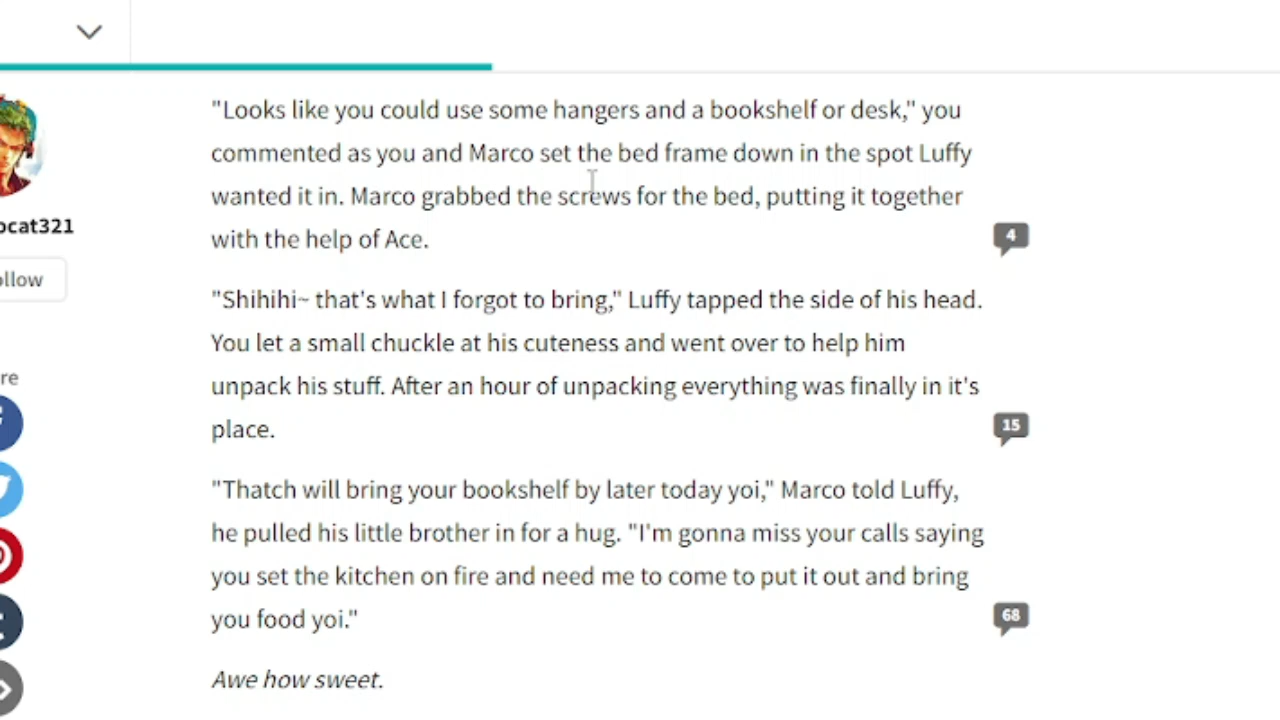 "Looks like you could use some hangers and a bookshelf or desk," you
commented as you and Marco set the bed frame down in the spot Luffy
wanted it in. Marco grabbed the screws for the bed, putting it together
with the help of Ace.
4
ocat321
ollow
"Shihihi~ that's what I forgot to bring," Luffy tapped the side of his head.
You let a small chuckle at his cuteness and went over to help him
unpack his stuff. After an hour of unpacking everything was finally in it's
place.
15
re
"Thatch will bring your bookshelf by later today yoi," Marco told Luffy,
he pulled his little brother in for a hug. "I'm gonna miss your calls saying
you set the kitchen on fire and need me to come to put it out and bring
you food yoi."
68
Awe how sweet.